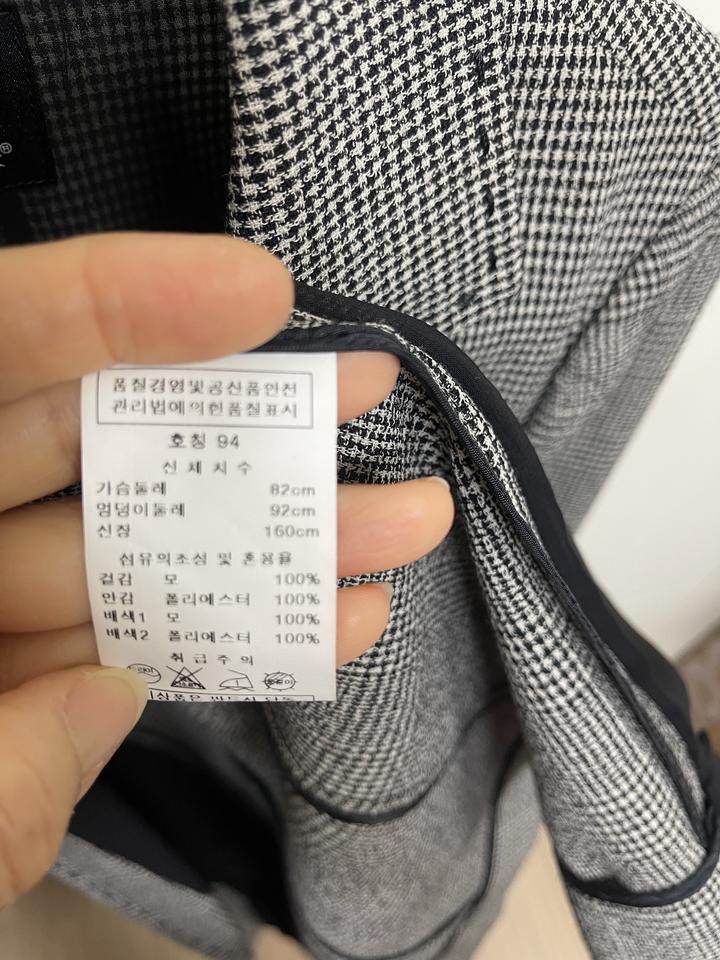 품질경영및공산품안전
관리법에의한품질표시
호칭 94
신체치수
가슴둘레 82cm
엉덩이둘레 92cm
신장 160cm
섬유의조성 및 혼용율
겉감 모 100%
안감 폴리에스터 100%
배색1 모 100%
배색2 폴리에스터 100%
취급주의
드라이